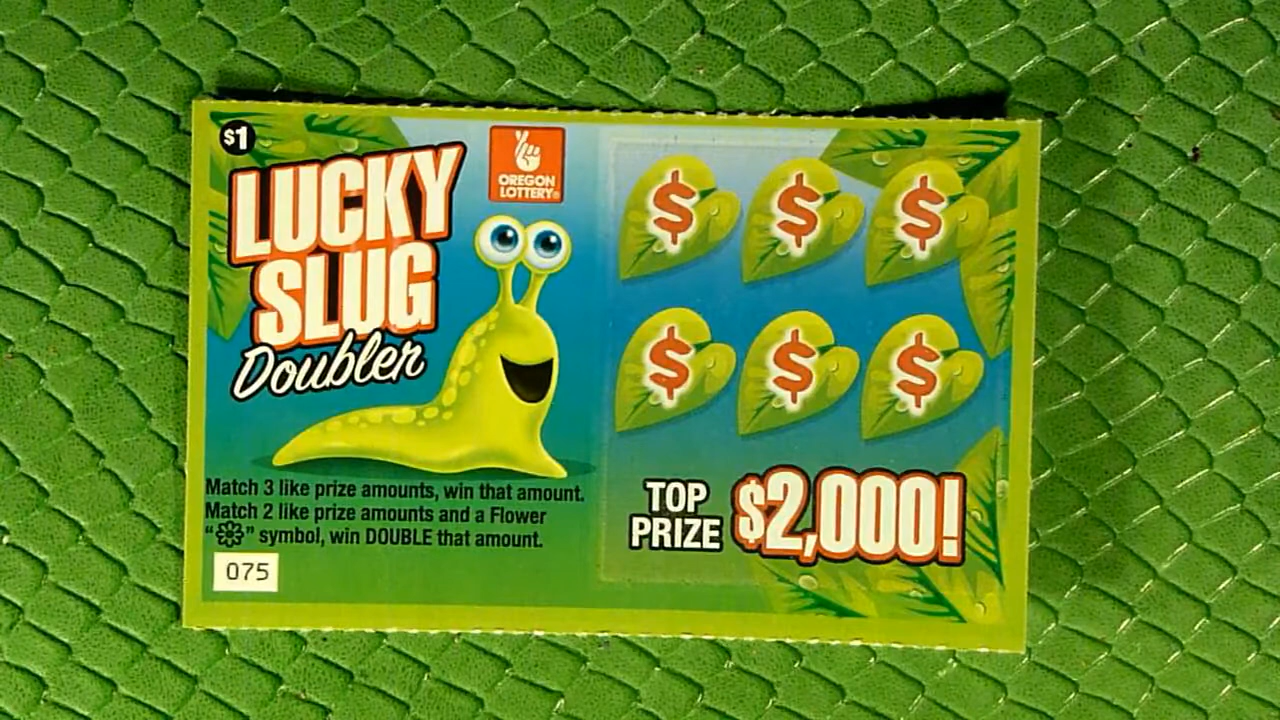 $1
LUCKY
SLUG
Doubler
OREGON
LOTTERY®
Match 3 like prize amounts, win that amount.
Match 2 like prize amounts and a Flower
“ ” symbol, win DOUBLE that amount.
075
$ $ $
$ $ $
TOP
PRIZE
$2,000!